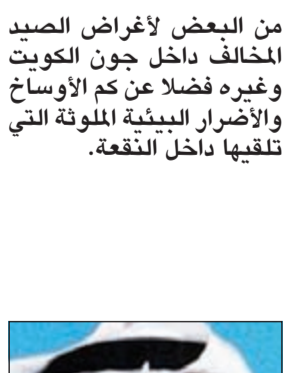 من البعض لأغراض الصيد
المخالف داخل جون الكويت
وغيره فضلا عن كم الأوساخ
والأضرار البيئية الملوثة التي
تلقيها داخل النقعة.